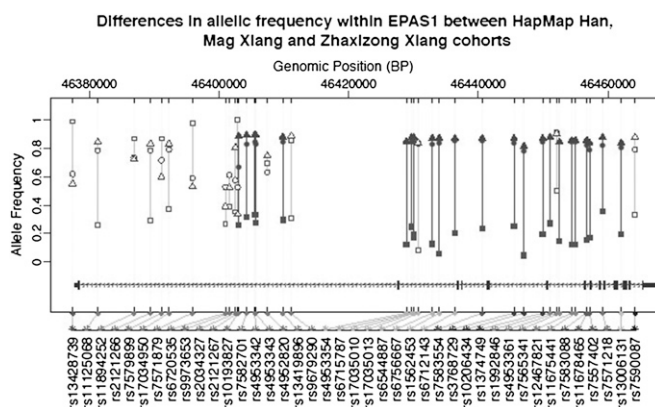 Differences in allelic frequency within EPAS1 between HapMap Han,
Mag Xiang and Zhaxizong Xiang cohorts
Genomic Position (BP)
46380000 46400000 46420000 46440000 46460000
Allele Frequency
1
0.8
0.6
0.4
0.2
0
rs13428739
rs11125068
rs11894252
rs2121266
rs7579899
rs17034950
rs7571879
rs6720535
rs9973653
rs2034327
rs2121267
rs10193827
rs7582701
rs4953342
rs4953343
rs4952820
rs13419896
rs9679290
rs4953354
rs6715787
rs17035010
rs17035013
rs6544887
rs6756667
rs1562453
rs6712143
rs7583554
rs3768729
rs10206434
rs1374749
rs1992846
rs4953361
rs7565341
rs12467821
rs11675441
rs7583088
rs11678465
rs7557402
rs7571218
rs13006131
rs7590087